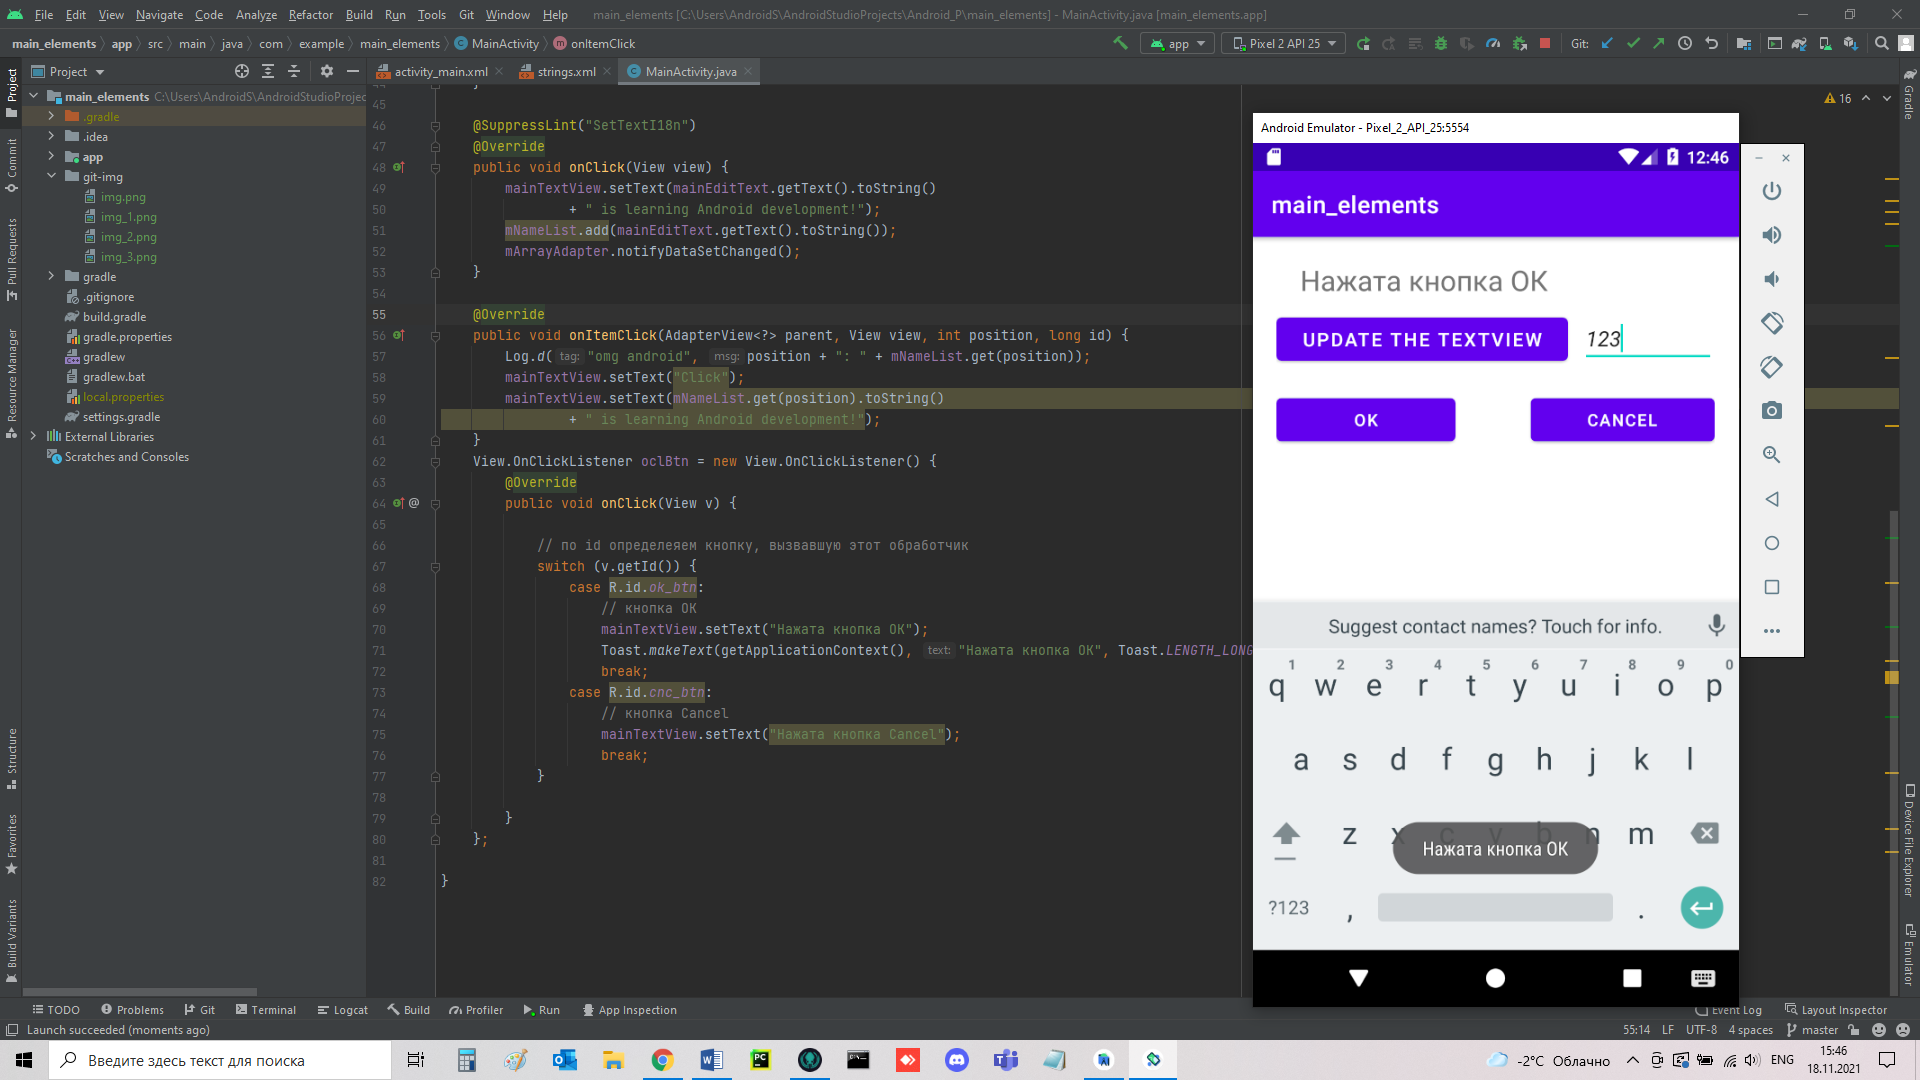 File Edit View Navigate Code Analyze Refactor Build Run Tools Git Window Help main_elements [C:\Users\AndroidS\AndroidStudioProjects\Android_P\main_elements] - MainActivity.java [main_elements.app]
main_elements app src main java com example main_elements MainActivity onItemClick app Pixel 2 API 25 Git:
Project activity_main.xml strings.xml MainActivity.java
main_elements C:\Users\AndroidS\AndroidStudioProjec
.gradle
.idea
app
git-img
img.png
img_1.png
img_2.png
img_3.png
gradle
.gitignore
build.gradle
gradle.properties
gradlew
gradlew.bat
local.properties
settings.gradle
External Libraries
Scratches and Consoles
Project
Commit
Pull Requests
Resource Manager
Structure
Favorites
Build Variants
16
45
46 @SuppressLint("SetTextI18n")
47 @Override
48 public void onClick(View view) {
49 mainTextView.setText(mainEditText.getText().toString()
50 + " is learning Android development!");
51 mNameList.add(mainEditText.getText().toString());
52 mArrayAdapter.notifyDataSetChanged();
53 }
54
55 @Override
56 public void onItemClick(AdapterView<?> parent, View view, int position, long id) {
57 Log.d( tag: "omg android", msg: position + ": " + mNameList.get(position));
58 mainTextView.setText("Click");
59 mainTextView.setText(mNameList.get(position).toString()
60 + " is learning Android development!");
61 }
62 View.OnClickListener oclBtn = new View.OnClickListener() {
63 @Override
64 @ public void onClick(View v) {
65
66 // по id определеяем кнопку, вызвавшую этот обработчик
67 switch (v.getId()) {
68 case R.id.ok_btn:
69 // кнопка ОК
70 mainTextView.setText("Нажата кнопка ОК");
71 Toast.makeText(getApplicationContext(), text: "Нажата кнопка ОК", Toast.LENGTH_LONG
72 break;
73 case R.id.cnc_btn:
74 // кнопка Cancel
75 mainTextView.setText("Нажата кнопка Cancel");
76 break;
77 }
78
79 }
80 };
81
82 }
Android Emulator - Pixel_2_API_25:5554
12:46
main_elements
Нажата кнопка ОК
UPDATE THE TEXTVIEW 123
OK CANCEL
Suggest contact names? Touch for info.
1 2 3 4 5 6 7 8 9 0
q w e r t y u i o p
a s d f g h j k l
z x c v b n m
Нажата кнопка ОК
?123 , .
Gradle
Device File Explorer
Emulator
TODO Problems Git Terminal Logcat Build Profiler Run App Inspection Event Log Layout Inspector
Launch succeeded (moments ago) 55:14 LF UTF-8 4 spaces master
Введите здесь текст для поиска -2°C Облачно ENG 15:46
18.11.2021